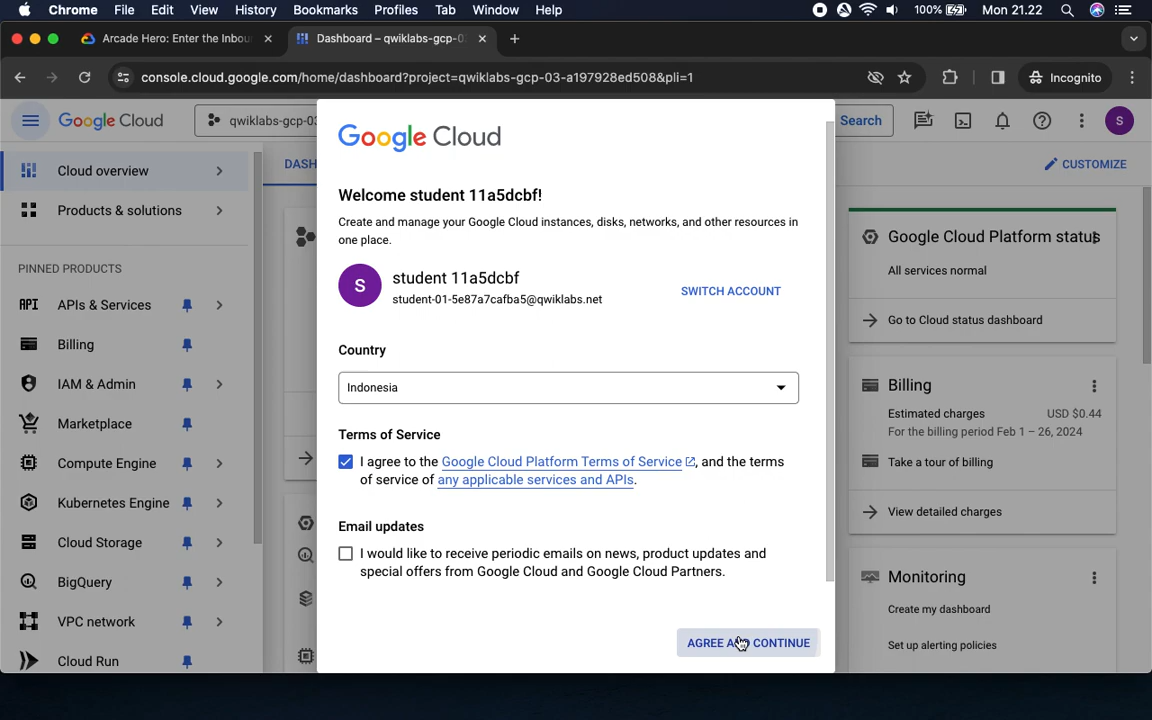 Chrome File Edit View History Bookmarks Profiles Tab Window Help 100% Mon 21.22
Arcade Hero: Enter the Inbou Dashboard – qwiklabs-gcp-0
console.cloud.google.com/home/dashboard?project=qwiklabs-gcp-03-a197928ed508&pli=1 Incognito
Google Cloud qwiklabs-gcp-03 Search S
Cloud overview
Products & solutions
PINNED PRODUCTS
API APIs & Services
Billing
IAM & Admin
Marketplace
Compute Engine
Kubernetes Engine
Cloud Storage
BigQuery
VPC network
Cloud Run
DASH
CUSTOMIZE
Google Cloud
Welcome student 11a5dcbf!
Create and manage your Google Cloud instances, disks, networks, and other resources in
one place.
S
student 11a5dcbf
student-01-5e87a7cafba5@qwiklabs.net
SWITCH ACCOUNT
Country
Indonesia
Terms of Service
I agree to the Google Cloud Platform Terms of Service, and the terms
of service of any applicable services and APIs.
Email updates
I would like to receive periodic emails on news, product updates and
special offers from Google Cloud and Google Cloud Partners.
AGREE AND CONTINUE
Google Cloud Platform status
All services normal
Go to Cloud status dashboard
Billing
Estimated charges USD $0.44
For the billing period Feb 1 – 26, 2024
Take a tour of billing
View detailed charges
Monitoring
Create my dashboard
Set up alerting policies